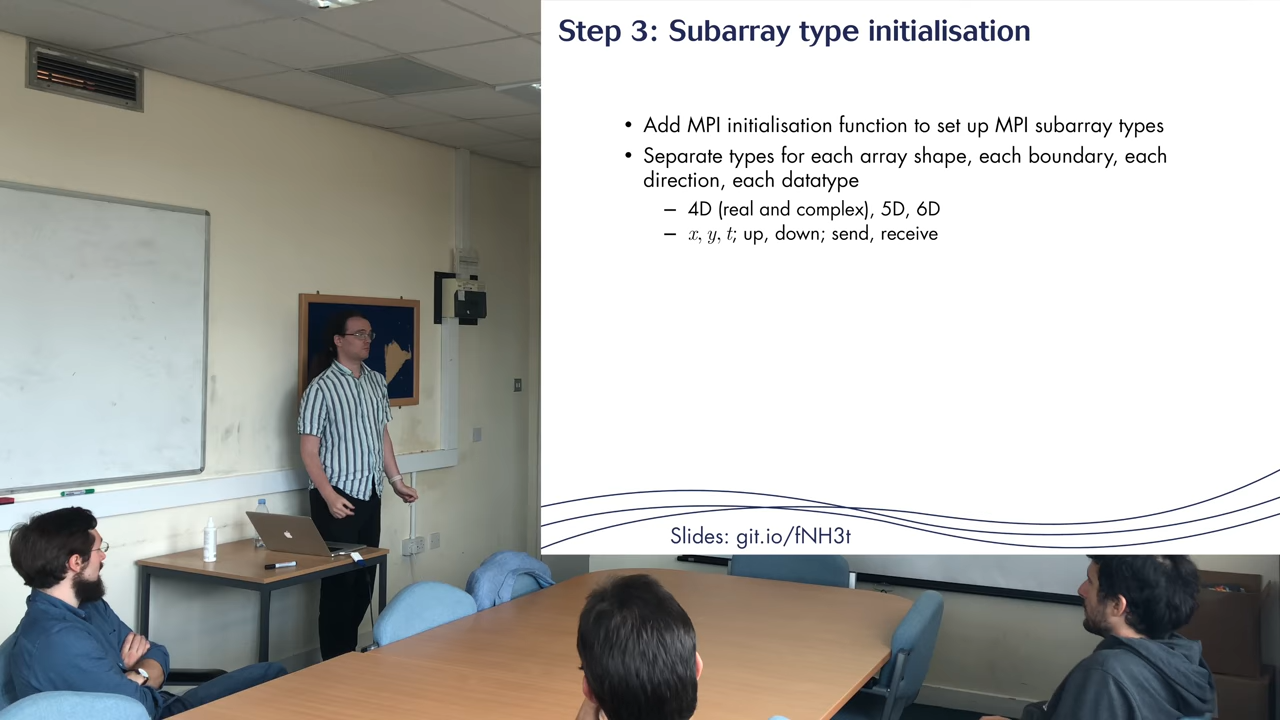 Step 3: Subarray type initialisation
• Add MPI initialisation function to set up MPI subarray types
• Separate types for each array shape, each boundary, each
direction, each datatype
– 4D (real and complex), 5D, 6D
– x, y, t; up, down; send, receive
Slides: git.io/fNH3t